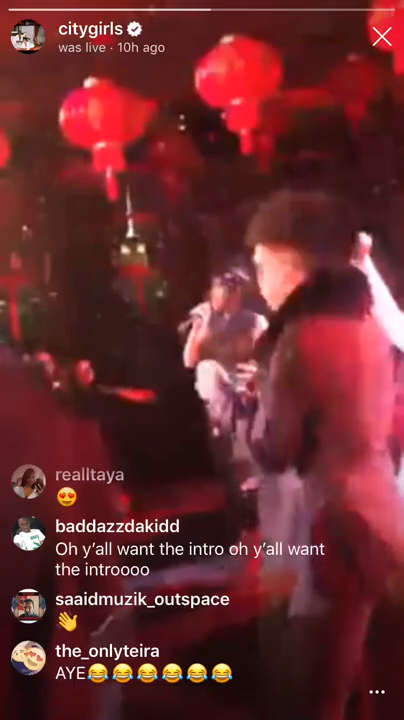 citygirls
was live · 10h ago
realltaya
😍
baddazzdakidd
Oh y’all want the intro oh y’all want
the introooo
saaidmuzik_outspace
👋
the_onlyteira
AYE😂😂😂😂😂😂